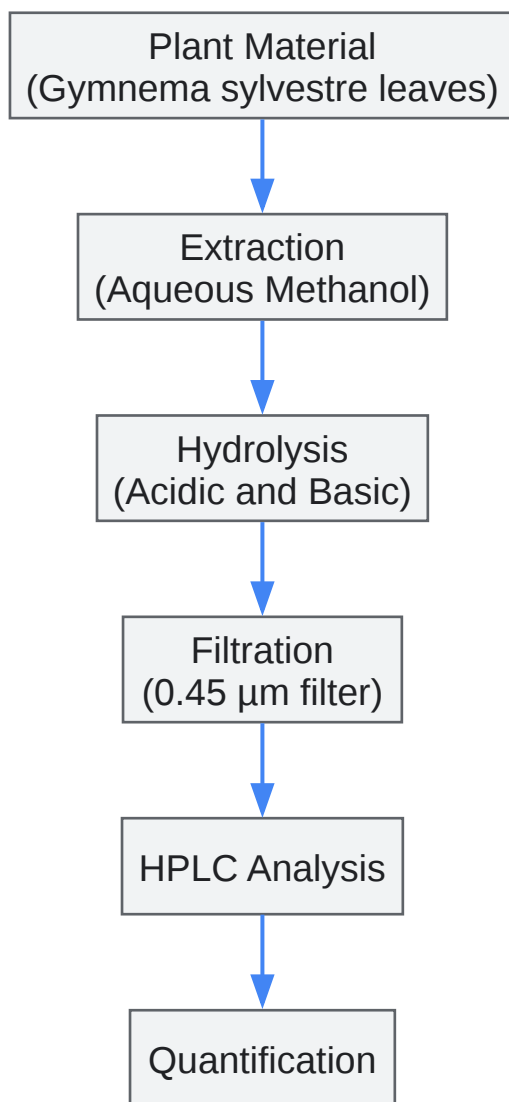 Plant Material
(Gymnema sylvestre leaves)
Extraction
(Aqueous Methanol)
Hydrolysis
(Acidic and Basic)
Filtration
(0.45 µm filter)
HPLC Analysis
Quantification